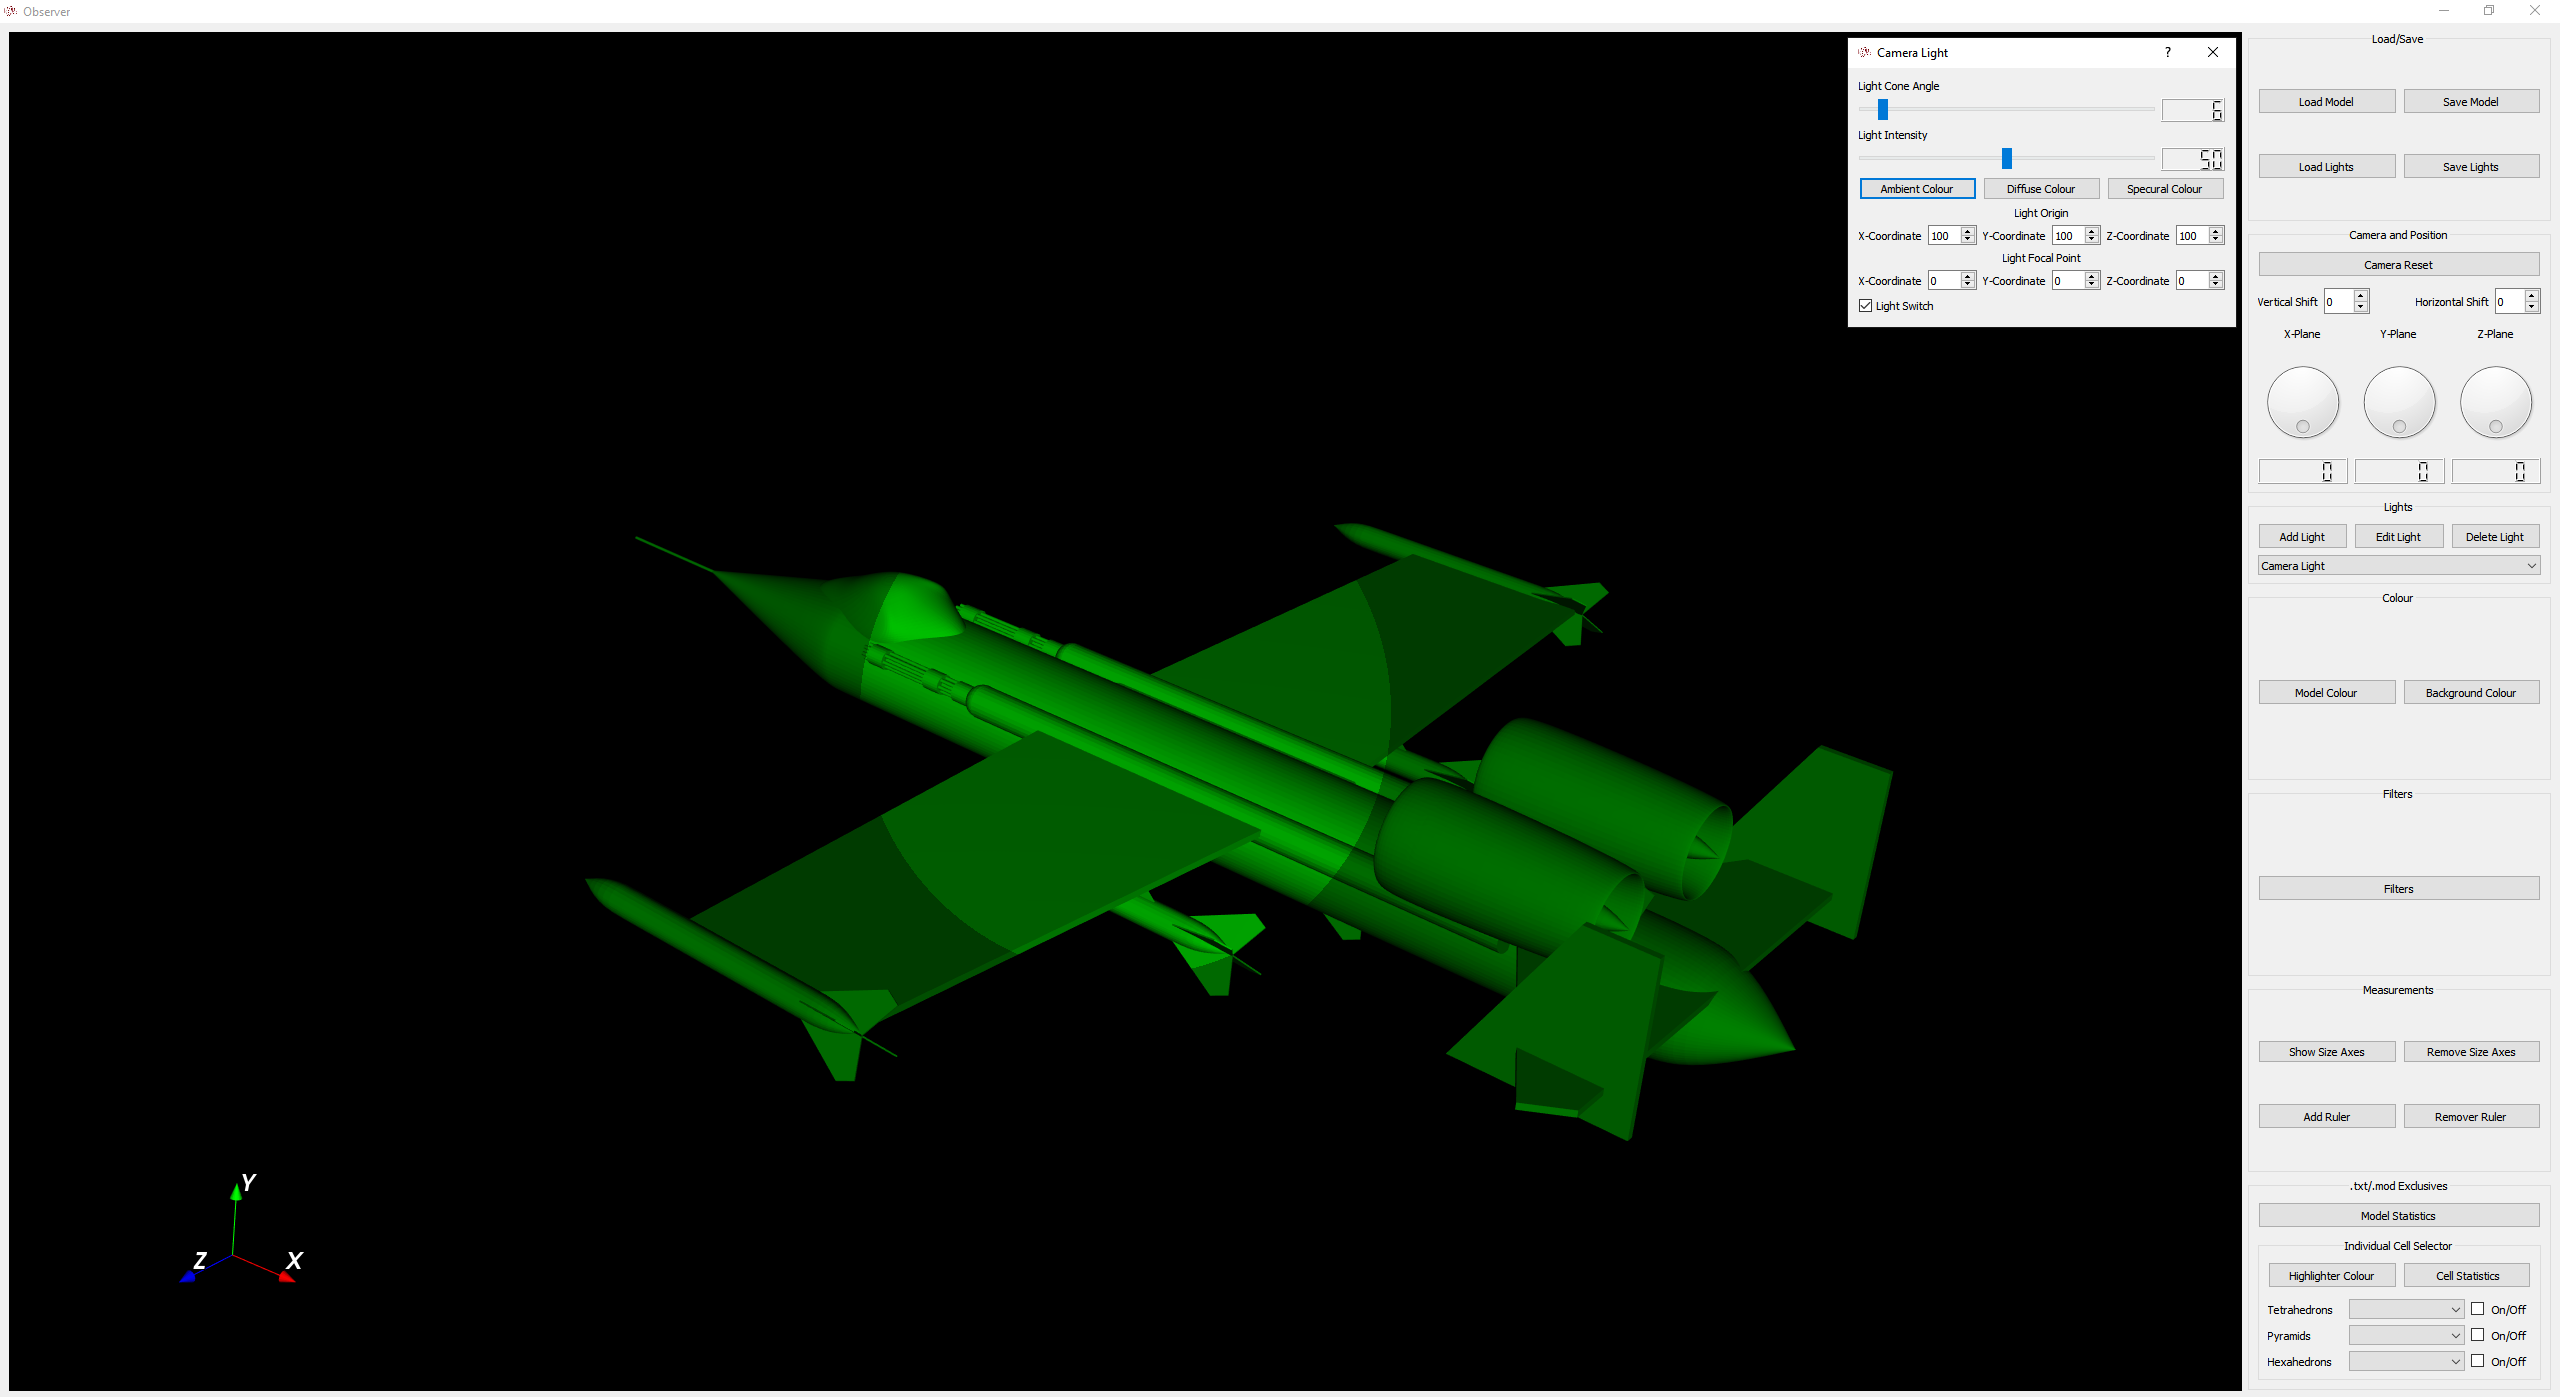 Observer
Camera Light ?
Light Cone Angle
6
Light Intensity
50
Ambient Colour Diffuse Colour Specural Colour
Light Origin
X-Coordinate 100 Y-Coordinate 100 Z-Coordinate 100
Light Focal Point
X-Coordinate 0 Y-Coordinate 0 Z-Coordinate 0
Light Switch
Y
Z X
Load/Save
Load Model Save Model
Load Lights Save Lights
Camera and Position
Camera Reset
Vertical Shift 0 Horizontal Shift 0
X-Plane Y-Plane Z-Plane
0 0 0
Lights
Add Light Edit Light Delete Light
Camera Light
Colour
Model Colour Background Colour
Filters
Filters
Measurements
Show Size Axes Remove Size Axes
Add Ruler Remover Ruler
.txt/.mod Exclusives
Model Statistics
Individual Cell Selector
Highlighter Colour Cell Statistics
Tetrahedrons On/Off
Pyramids On/Off
Hexahedrons On/Off